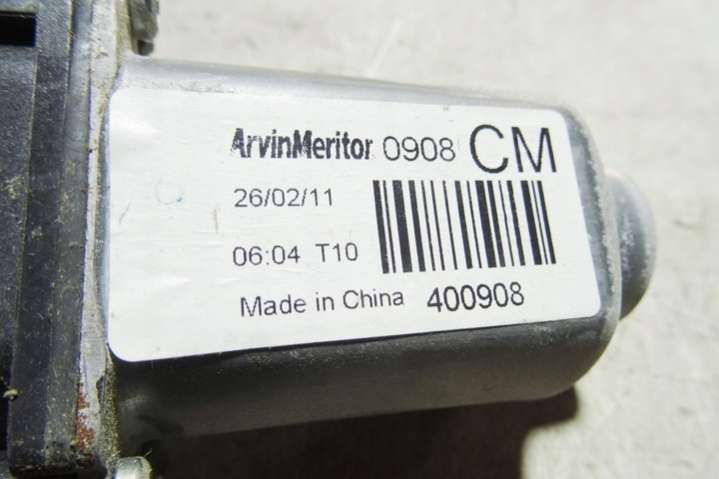 ArvinMeritor 0908 CM
26/02/11
06:04 T10
Made in China 400908